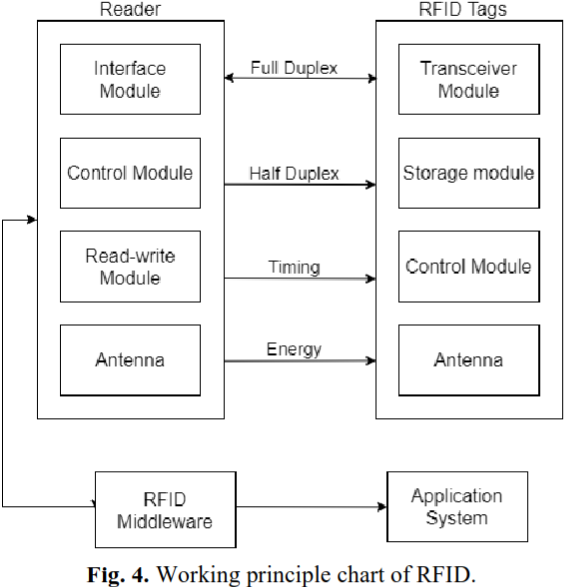 Reader
RFID Tags
Interface
Module
Full Duplex
Transceiver
Module
Control Module
Half Duplex
Storage module
Read-write
Module
Timing
Control Module
Antenna
Energy
Antenna
RFID
Middleware
Application
System
Fig. 4. Working principle chart of RFID.